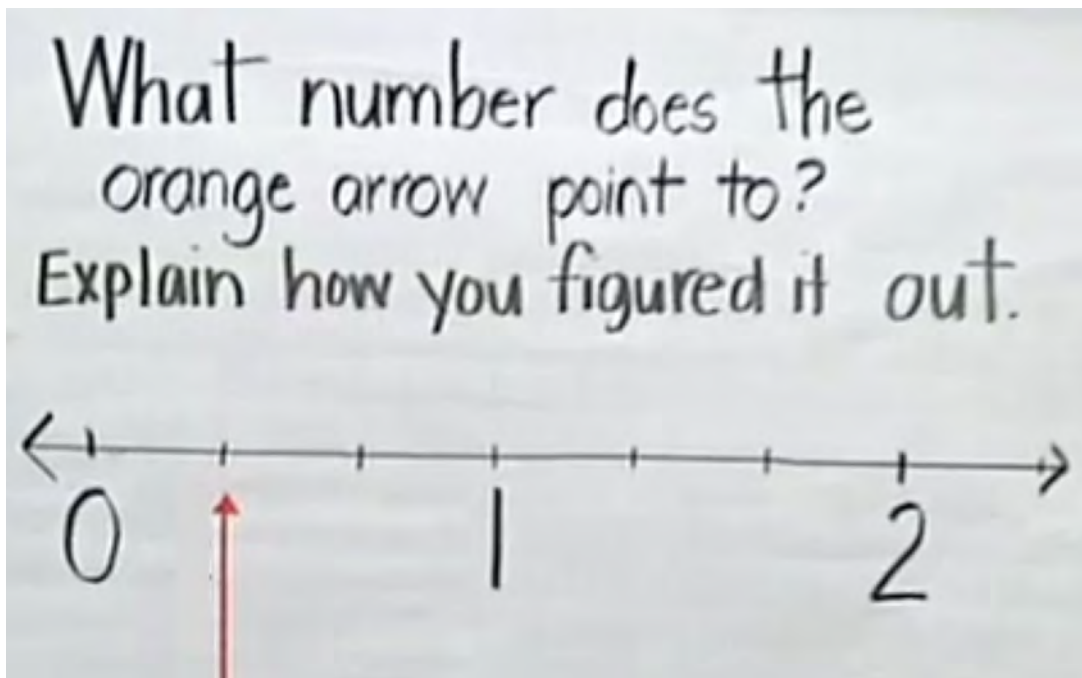 What number does the
orange arrow point to?
Explain how you figured it out.
0 1 2